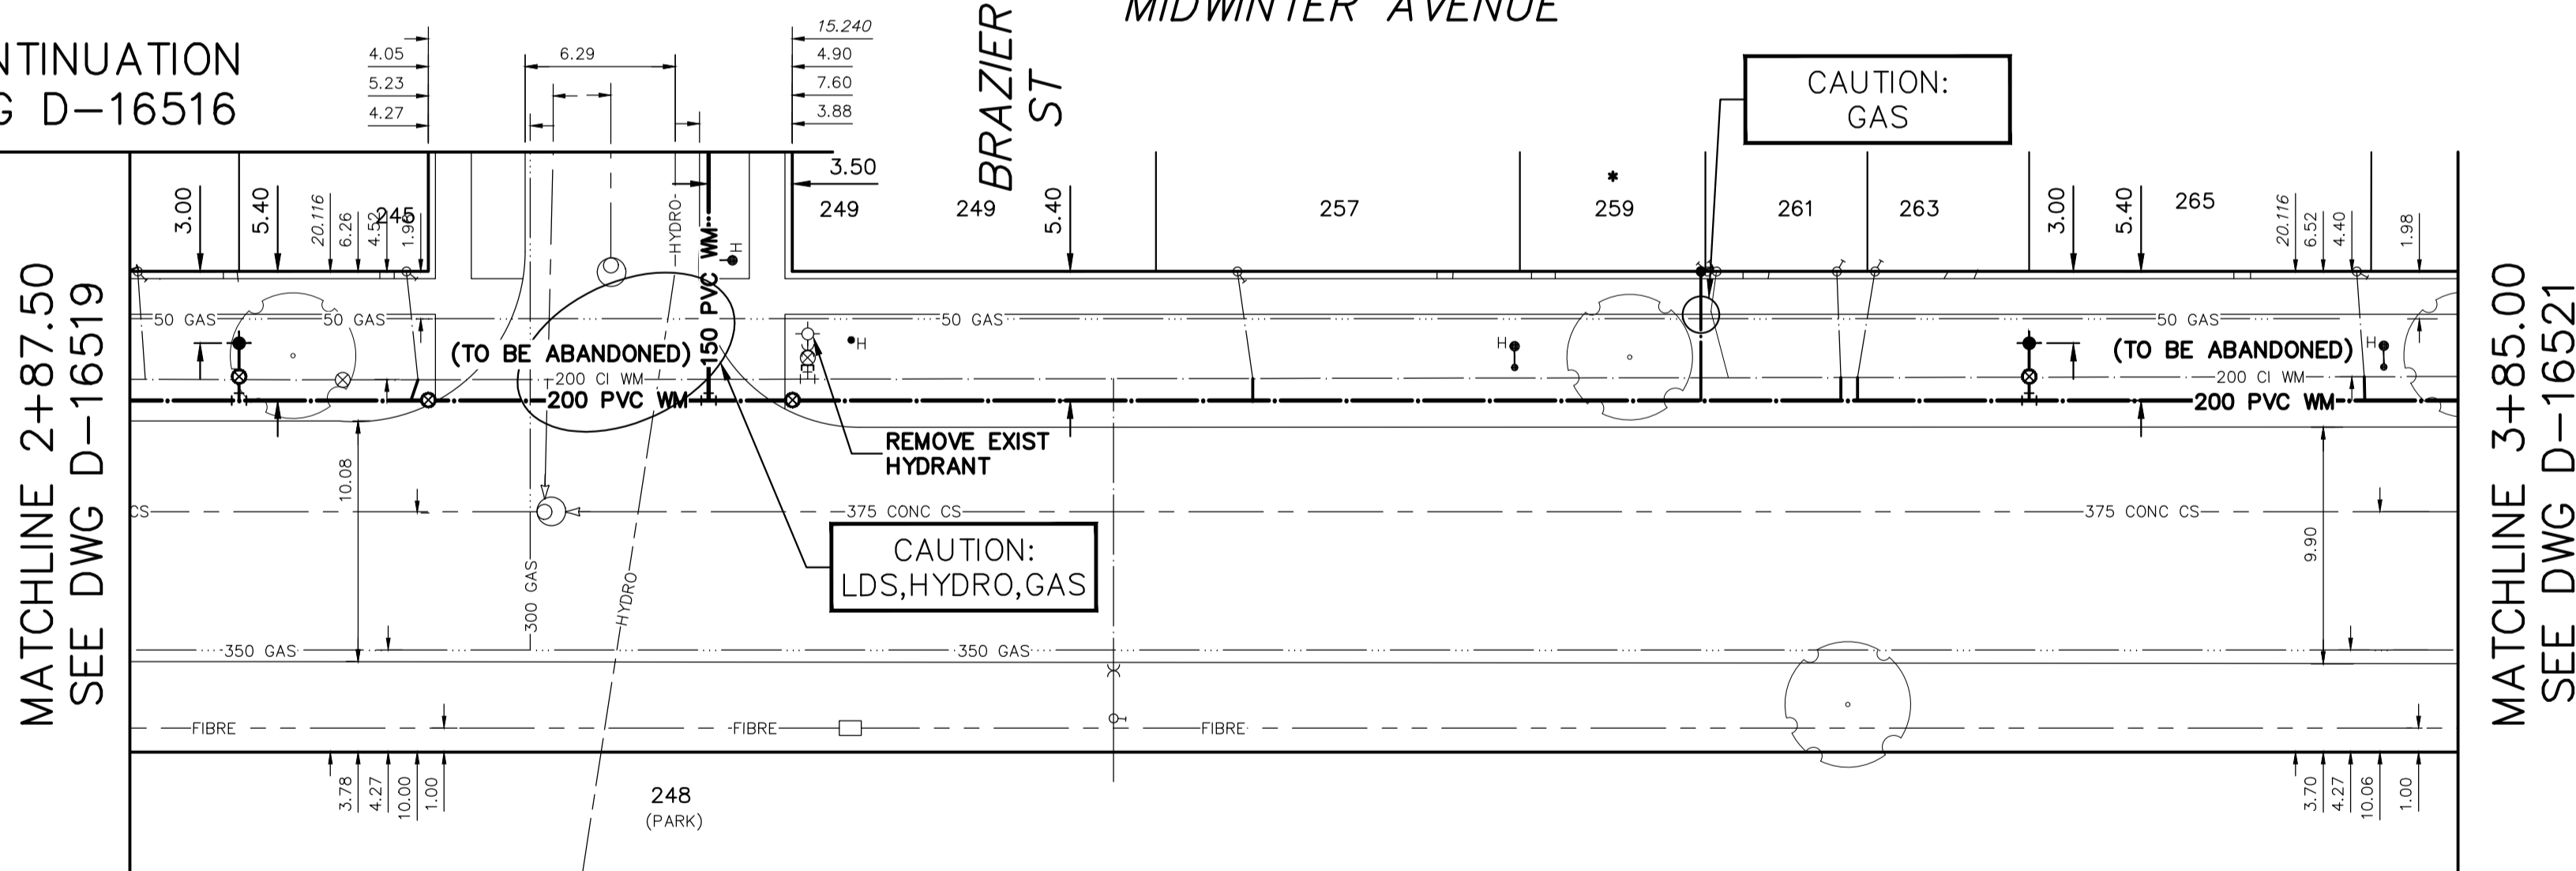 MIDWINTER AVENUE
NTINUATION
G D-16516
BRAZIER
ST
4.05
5.23
4.27
6.29
15.240
4.90
7.60
3.88
3.50
CAUTION:
GAS
3.00
5.40
20.116
6.26
4.52
1.98
245
HYDRO
H
249
249
5.40
257
*
259
261
263
3.00
5.40
265
20.116
6.52
4.40
1.98
MATCHLINE 2+87.50
SEE DWG D-16519
50 GAS
50 GAS
150 PVC WM
50 GAS
50 GAS
(TO BE ABANDONED)
H
H
(TO BE ABANDONED)
H
200 CI WM
200 CI WM
200 PVC WM
200 PVC WM
REMOVE EXIST
HYDRANT
10.08
CS
375 CONC CS
375 CONC CS
9.90
CAUTION:
LDS,HYDRO,GAS
300 GAS
HYDRO
350 GAS
350 GAS
FIBRE
FIBRE
FIBRE
3.78
4.27
10.00
1.00
248
(PARK)
3.70
4.27
10.06
1.00
MATCHLINE 3+85.00
SEE DWG D-16521